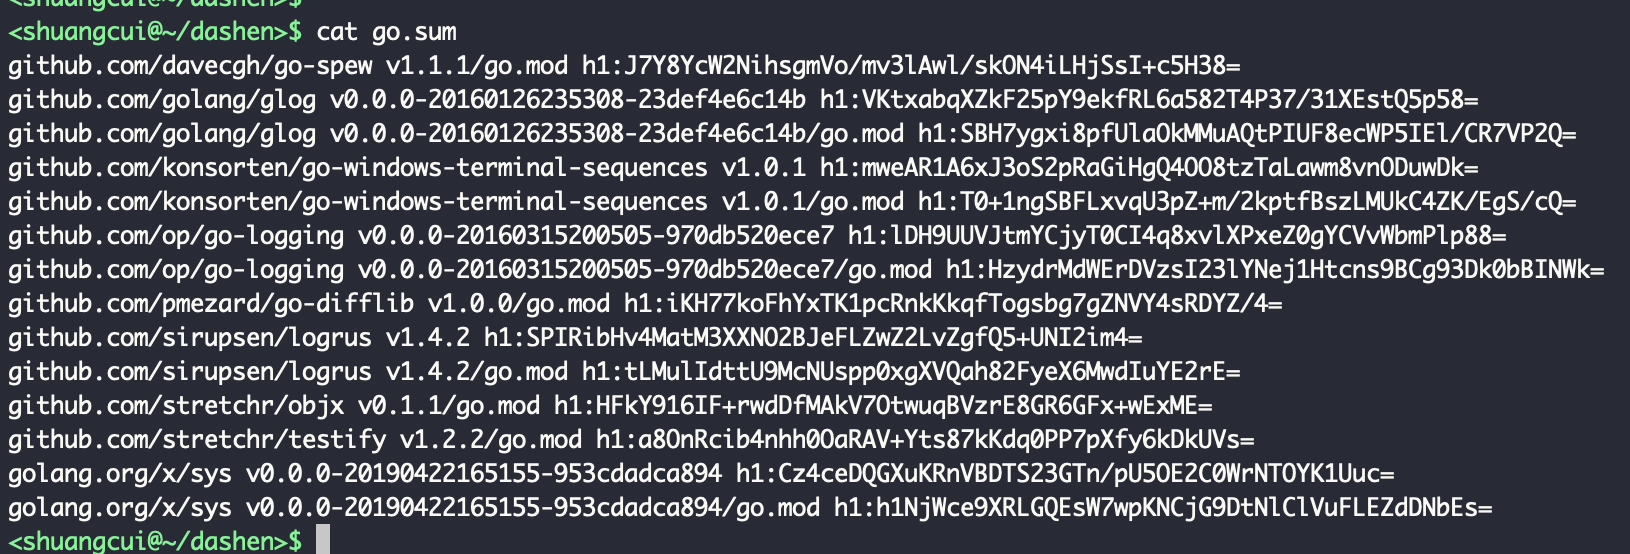 <shuangcui@~/dashen>$
<shuangcui@~/dashen>$ cat go.sum
github.com/davecgh/go-spew v1.1.1/go.mod h1:J7Y8YcW2NihsgmVo/mv3lAwl/skON4iLHjSsI+c5H38=
github.com/golang/glog v0.0.0-20160126235308-23def4e6c14b h1:VKtxabqXZkF25pY9ekfRL6a582T4P37/31XEstQ5p58=
github.com/golang/glog v0.0.0-20160126235308-23def4e6c14b/go.mod h1:SBH7ygxi8pfUlaOkMMuAQtPIUF8ecWP5IEl/CR7VP2Q=
github.com/konsorten/go-windows-terminal-sequences v1.0.1 h1:mweAR1A6xJ3oS2pRaGiHgQ4OO8tzTaLawm8vnODuwDk=
github.com/konsorten/go-windows-terminal-sequences v1.0.1/go.mod h1:T0+1ngSBFLxvqU3pZ+m/2kptfBszLMUkC4ZK/EgS/cQ=
github.com/op/go-logging v0.0.0-20160315200505-970db520ece7 h1:lDH9UUVJtmYCjyT0CI4q8xvlXPxeZ0gYCVvWbmPlp88=
github.com/op/go-logging v0.0.0-20160315200505-970db520ece7/go.mod h1:HzydrMdWErDVzsI23lYNej1Htcns9BCg93Dk0bBINWk=
github.com/pmezard/go-difflib v1.0.0/go.mod h1:iKH77koFhYxTK1pcRnkKkqfTogsbg7gZNVY4sRDYZ/4=
github.com/sirupsen/logrus v1.4.2 h1:SPIRibHv4MatM3XXNO2BJeFLZwZ2LvZgfQ5+UNI2im4=
github.com/sirupsen/logrus v1.4.2/go.mod h1:tLMulIdttU9McNUspp0xgXVQah82FyeX6MwdIuYE2rE=
github.com/stretchr/objx v0.1.1/go.mod h1:HFkY916IF+rwdDfMAkV7OtwuqBVzrE8GR6GFx+wExME=
github.com/stretchr/testify v1.2.2/go.mod h1:a8OnRcib4nhh0OaRAV+Yts87kKdq0PP7pXfy6kDkUVs=
golang.org/x/sys v0.0.0-20190422165155-953cdadca894 h1:Cz4ceDQGXuKRnVBDTS23GTn/pU5OE2C0WrNTOYK1Uuc=
golang.org/x/sys v0.0.0-20190422165155-953cdadca894/go.mod h1:h1NjWce9XRLGQEsW7wpKNCjG9DtNlClVuFLEZdDNbEs=
<shuangcui@~/dashen>$